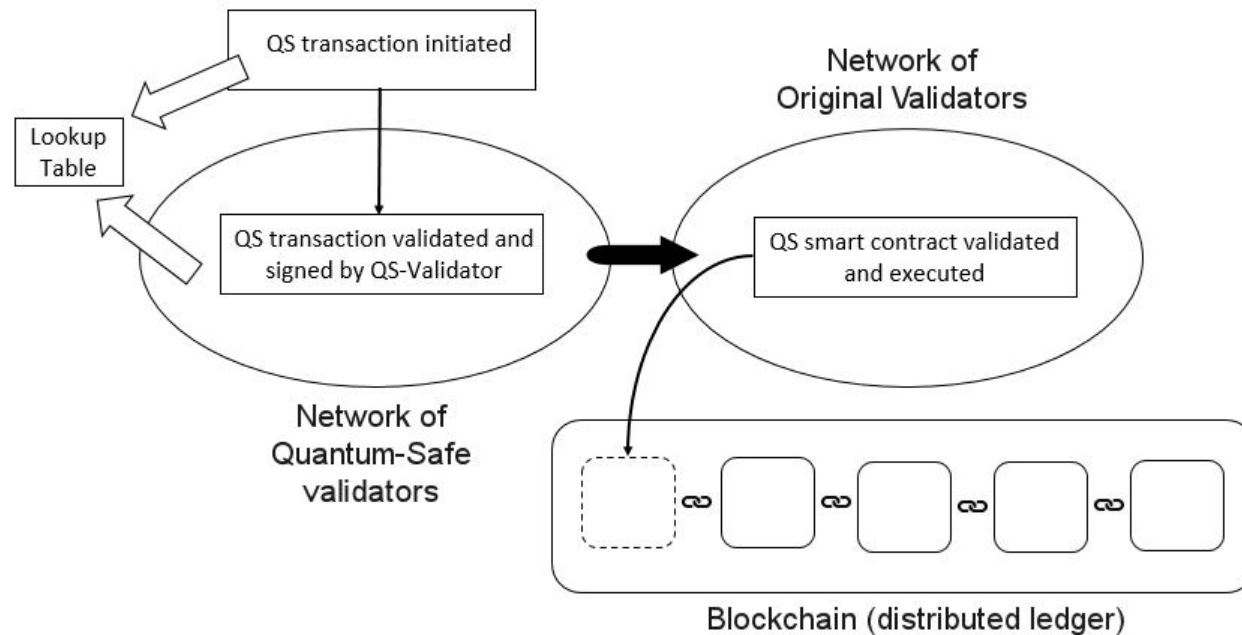 QS transaction initiated
Network of
Original Validators
Lookup
Table
QS transaction validated and
signed by QS-Validator
QS smart contract validated
and executed
Network of
Quantum-Safe
validators
Blockchain (distributed ledger)